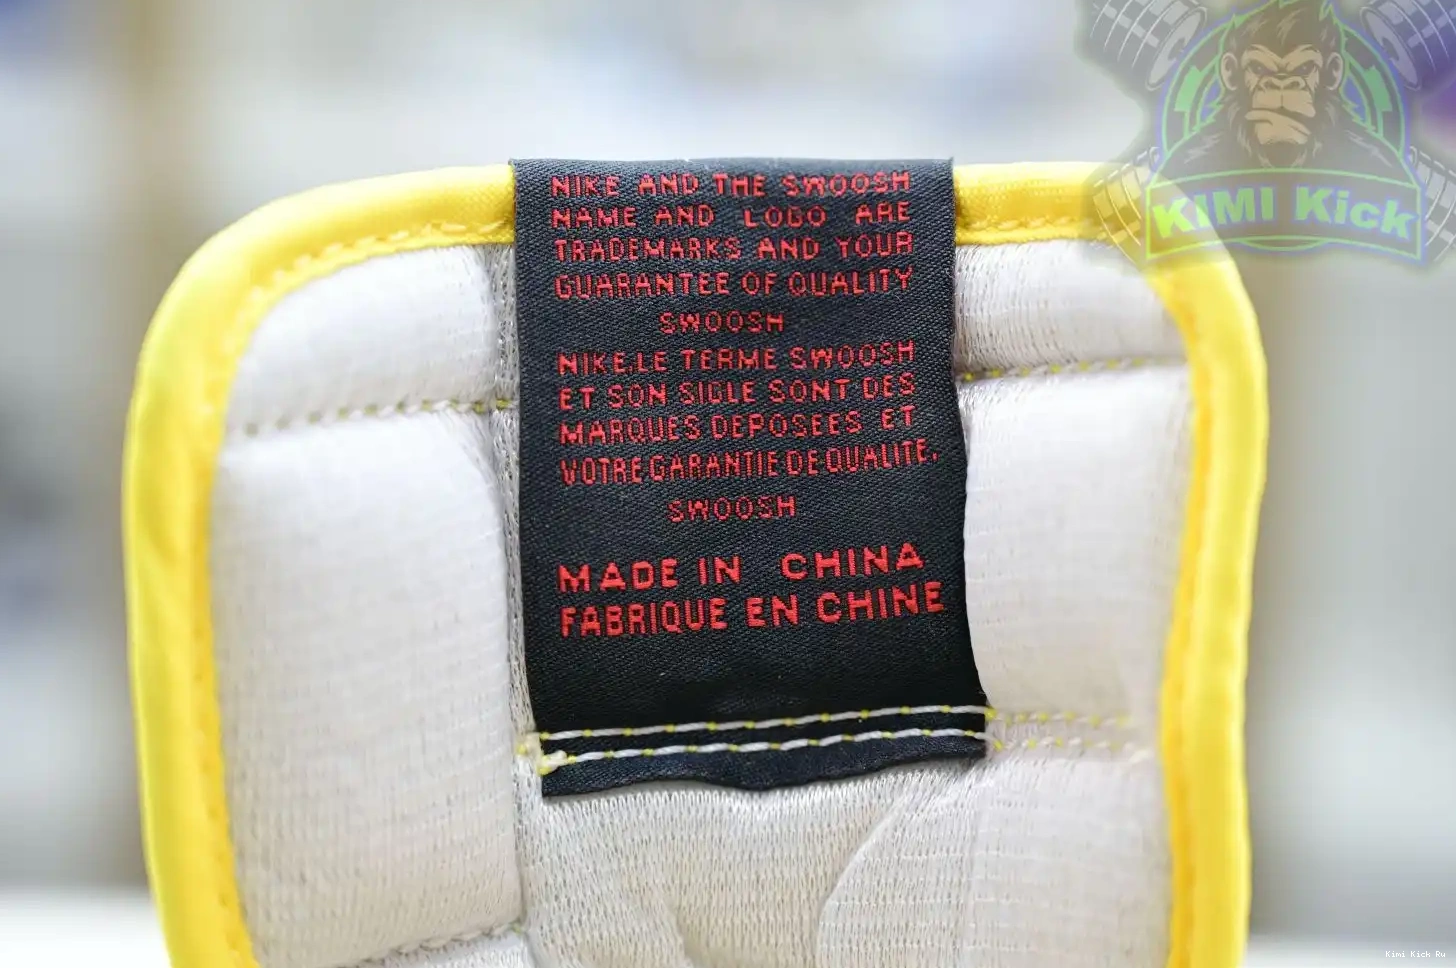 KIMI Kick
NIKE AND THE SWOOSH
NAME AND LOGO ARE
TRADEMARKS AND YOUR
GUARANTEE OF QUALITY
SWOOSH
NIKE,LE TERME SWOOSH
ET SON SIGLE SONT DES
MARQUES DEPOSEES ET
VOTRE GARANTIE DE QUALITE.
SWOOSH
MADE IN CHINA
FABRIQUE EN CHINE
Kimi Kick Ru